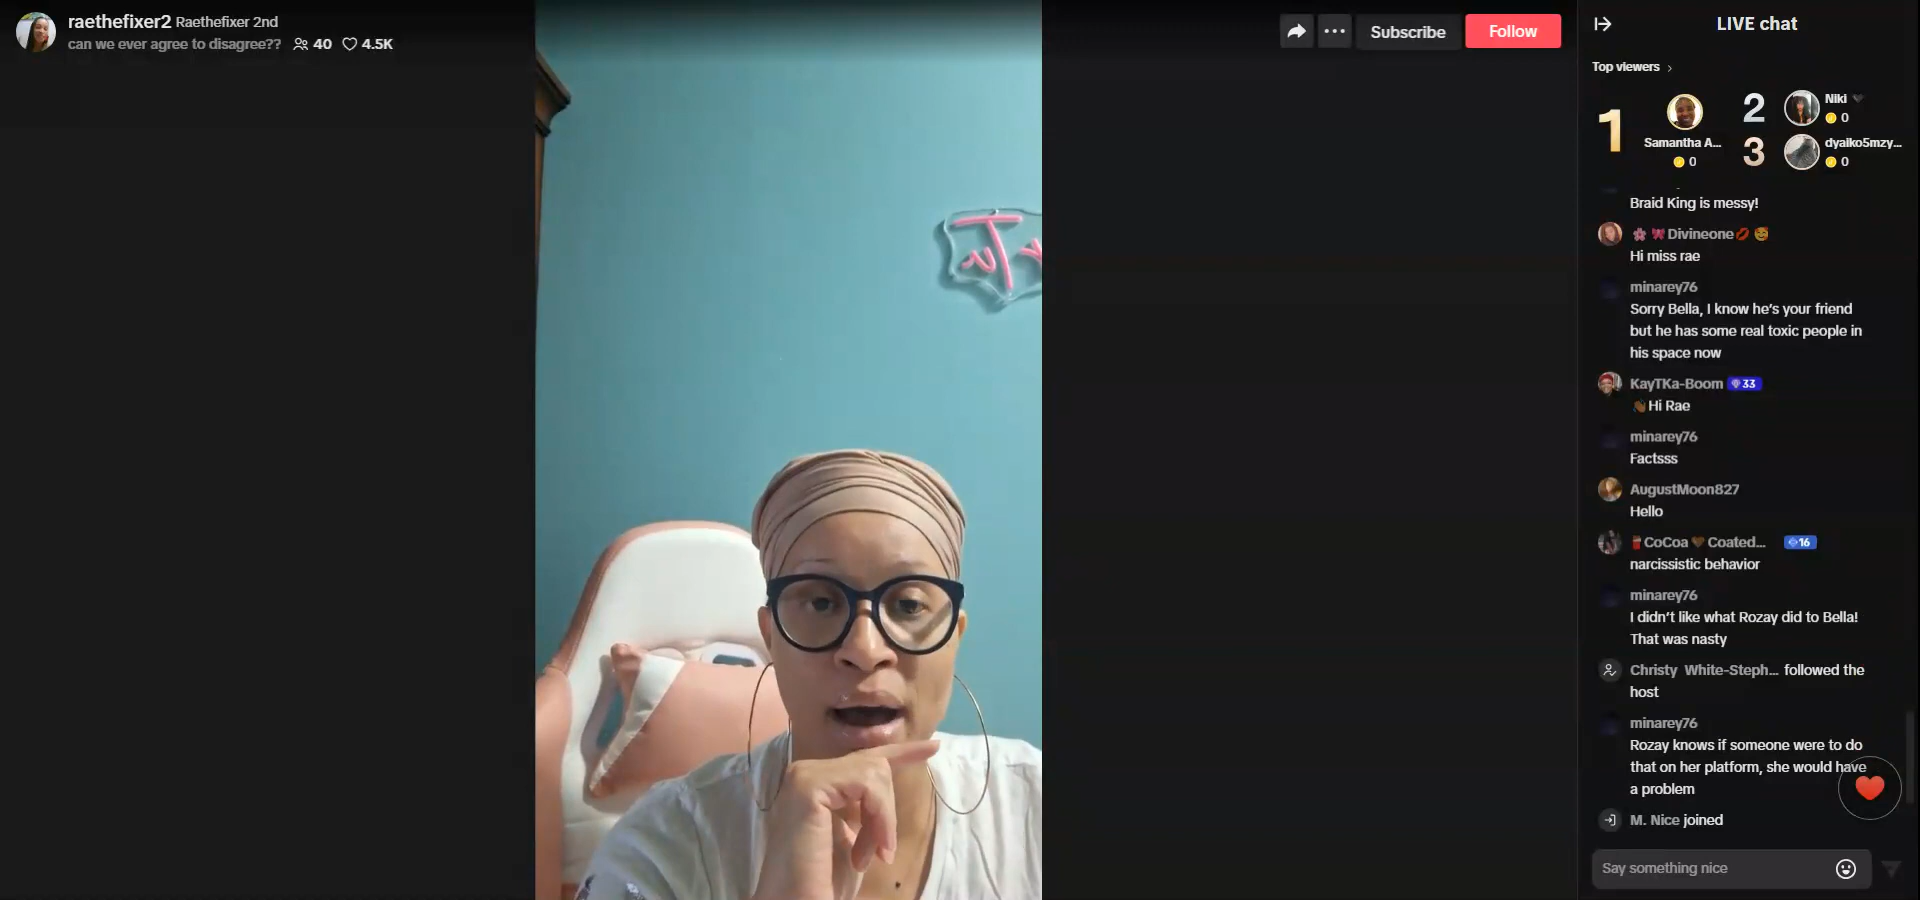 raethefixer2 Raethefixer 2nd
can we ever agree to disagree?? 40 4.5K
Subscribe
Follow
LIVE chat
Top viewers
1
Samantha A...
0
2
Niki
0
3
dyaiko5mzy...
0
Braid King is messy!
Divineone
Hi miss rae
minarey76
Sorry Bella, I know he's your friend
but he has some real toxic people in
his space now
KayTKa-Boom 33
Hi Rae
minarey76
Factsss
AugustMoon827
Hello
CoCoa Coated... 16
narcissistic behavior
minarey76
I didn't like what Rozay did to Bella!
That was nasty
Christy White-Steph... followed the
host
minarey76
Rozay knows if someone were to do
that on her platform, she would have
a problem
M. Nice joined
Say something nice